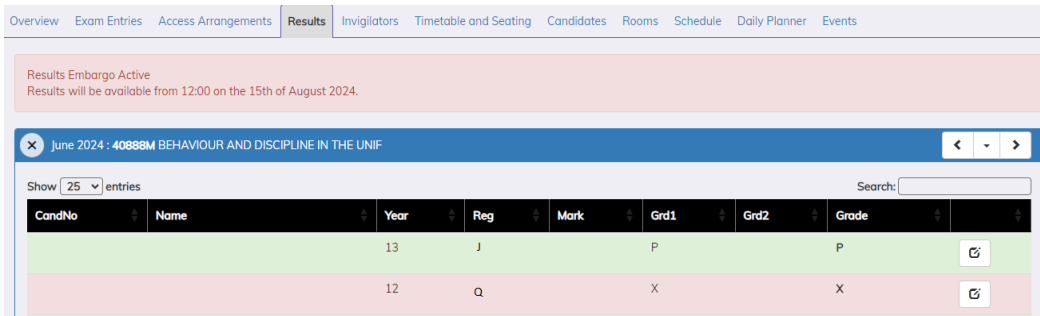 Overview Exam Entries Access Arrangements Results Invigilators Timetable and Seating Candidates Rooms Schedule Daily Planner Events
Results Embargo Active
Results will be available from 12:00 on the 15th of August 2024.
June 2024 : 40888M BEHAVIOUR AND DISCIPLINE IN THE UNIF
Show 25 entries Search:
CandNo Name Year Reg Mark Grd1 Grd2 Grade
13 J P P
12 Q X X